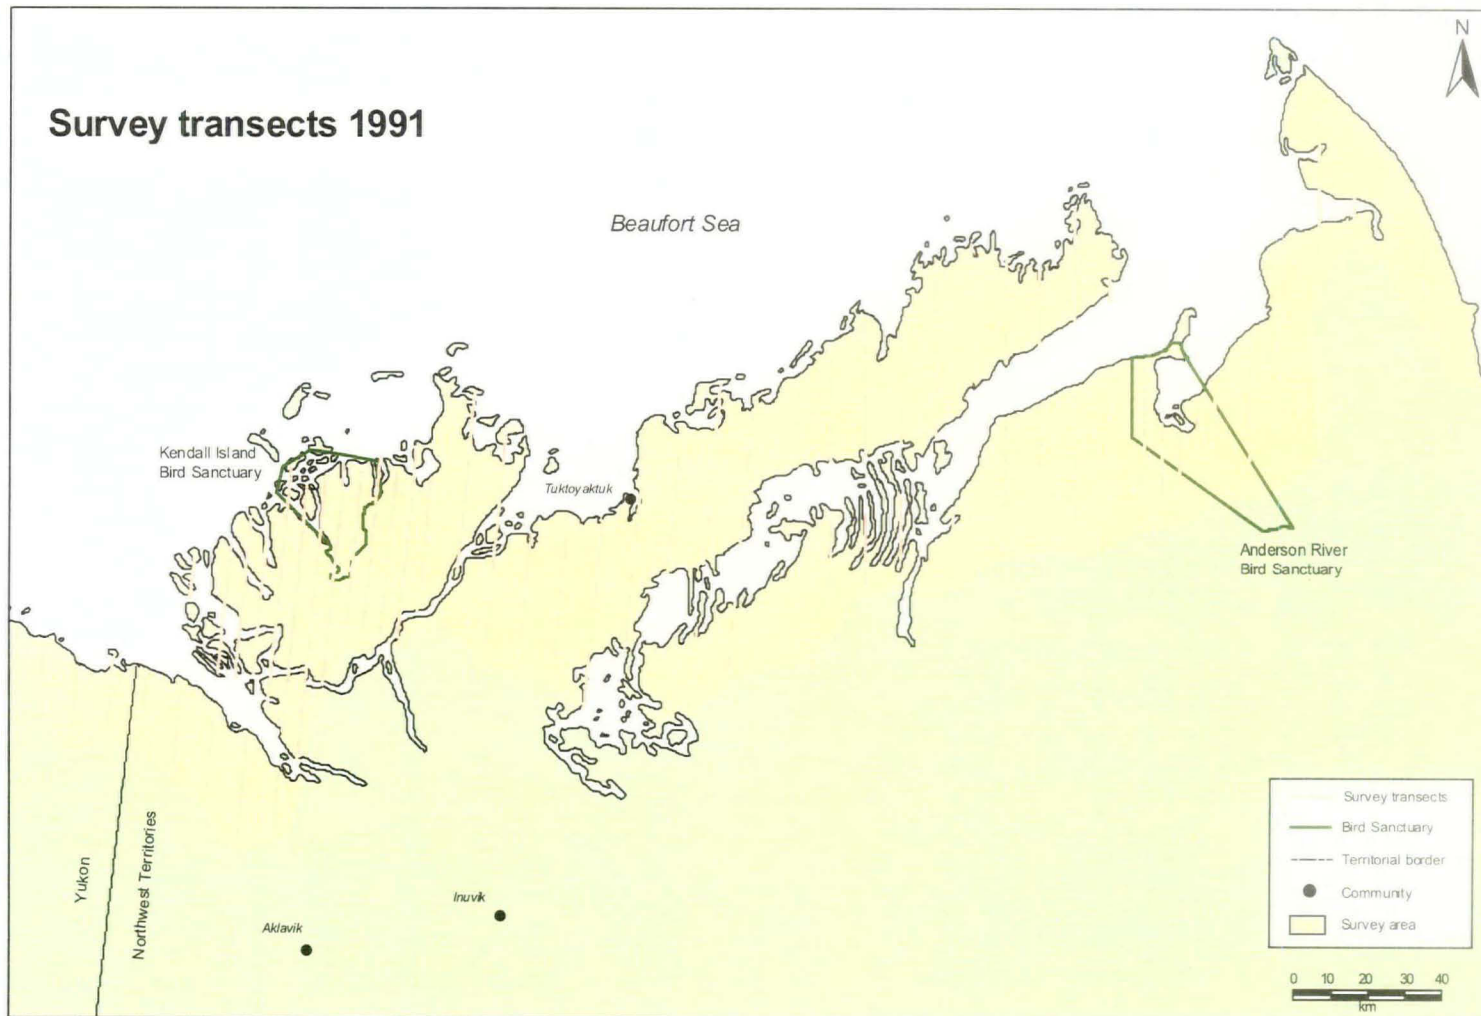 N
Survey transects 1991
Beaufort Sea
Kendall Island
Bird Sanctuary
Tuktoyaktuk
Anderson River
Bird Sanctuary
Yukon
Northwest Territories
Inuvik
Aklavik
Survey transects
Bird Sanctuary
Territorial border
Community
Survey area
0 10 20 30 40
km